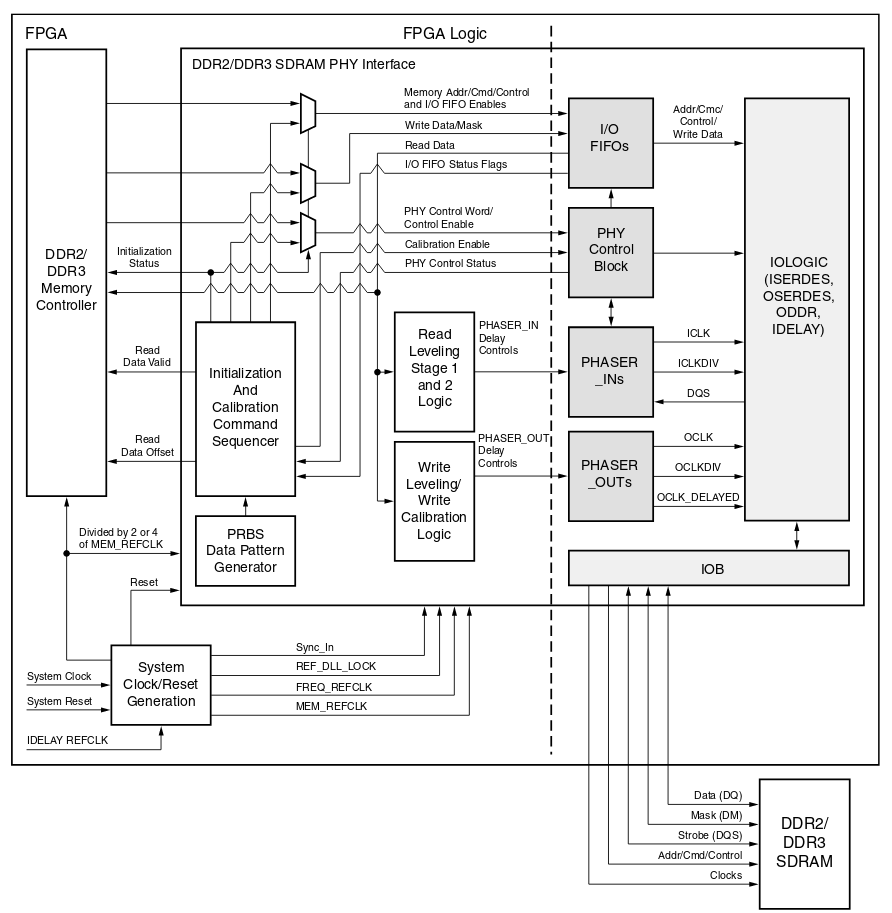 FPGA
FPGA Logic
DDR2/DDR3 SDRAM PHY Interface
Memory Addr/Cmd/Control
and I/O FIFO Enables
Write Data/Mask
Read Data
I/O FIFO Status Flags
I/O
FIFOs
Addr/Cmc/
Control/
Write Data
PHY Control Word/
Control Enable
Calibration Enable
PHY Control Status
PHY
Control
Block
IOLOGIC
(ISERDES,
OSERDES,
ODDR,
IDELAY)
DDR2/
DDR3
Memory
Controller
Initialization
Status
Read
Data Valid
Read
Data Offset
Initialization
And
Calibration
Command
Sequencer
Read
Leveling
Stage 1
and 2
Logic
PHASER_IN
Delay
Controls
PHASER
_INs
ICLK
ICLKDIV
DQS
Write
Leveling/
Write
Calibration
Logic
PHASER_OUT
Delay
Controls
PHASER
_OUTs
OCLK
OCLKDIV
OCLK_DELAYED
PRBS
Data Pattern
Generator
Divided by 2 or 4
of MEM_REFCLK
Reset
IOB
System
Clock/Reset
Generation
System Clock
System Reset
IDELAY REFCLK
Sync_In
REF_DLL_LOCK
FREQ_REFCLK
MEM_REFCLK
Data (DQ)
Mask (DM)
Strobe (DQS)
Addr/Cmd/Control
Clocks
DDR2/
DDR3
SDRAM